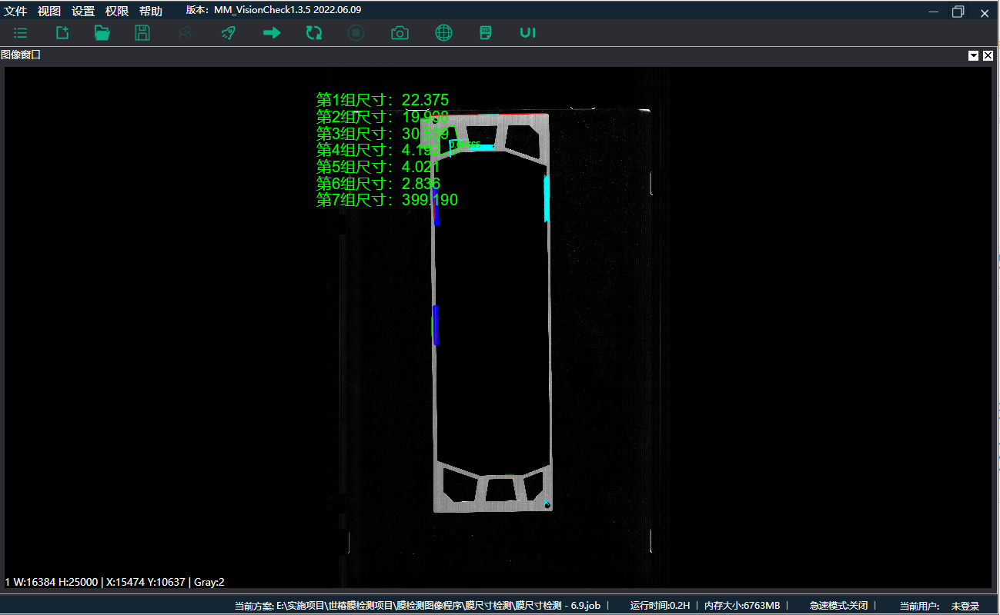 文件 视图 设置 权限 帮助 版本：MM_VisionCheck1.3.5 2022.06.09
UI
图像窗口
第1组尺寸：22.375
第2组尺寸：19.998
第3组尺寸：30.539
第4组尺寸：4.192
第5组尺寸：4.021
第6组尺寸：2.836
第7组尺寸：399.190
1 W:16384 H:25000 | X:15474 Y:10637 | Gray:2
当前方案: E:\实施项目\世椿膜检测项目\膜检测图像程序\膜尺寸检测\膜尺寸检测 - 6.9.job | 运行时间:0.2H | 内存大小:6763MB | 急速模式:关闭 | 当前用户: 未登录